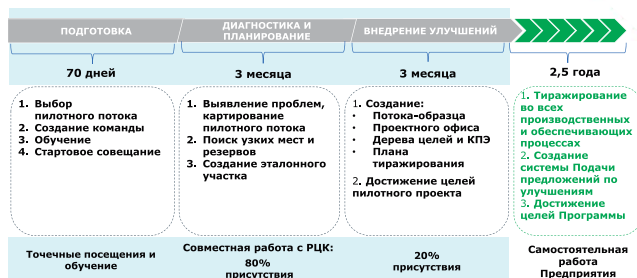 ПОДГОТОВКА
ДИАГНОСТИКА И
ПЛАНИРОВАНИЕ
ВНЕДРЕНИЕ УЛУЧШЕНИЙ
70 дней
3 месяца
3 месяца
2,5 года
1. Выбор
пилотного потока
2. Создание команды
3. Обучение
4. Стартовое совещание
1. Выявление проблем,
картирование
пилотного потока
2. Поиск узких мест и
резервов
3. Создание эталонного
участка
1. Создание:
• Потока-образца
• Проектного офиса
• Дерева целей и КПЭ
• Плана
тиражирования
2. Достижение целей
пилотного проекта
1. Тиражирование
во всех
производственных
и обеспечивающих
процессах
2. Создание
системы Подачи
предложений по
улучшениям
3. Достижение
целей Программы
Точечные посещения и
обучение
Совместная работа с РЦК:
80%
присутствия
20%
присутствия
Самостоятельная
работа
Предприятия